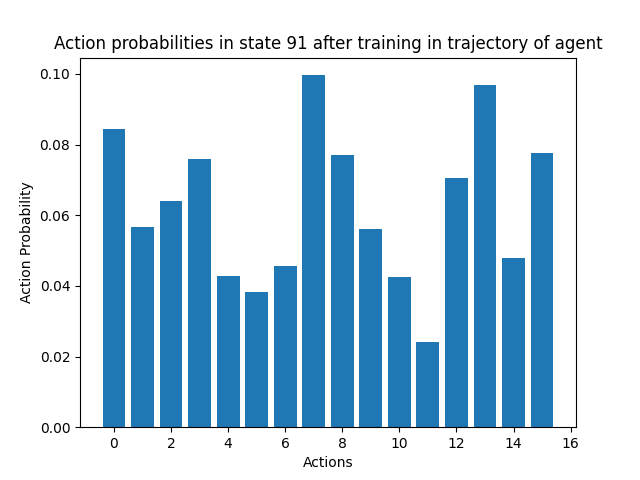 Action probabilities in state 91 after training in trajectory of agent
0.10
0.08
0.06
0.04
0.02
0.00
Action Probability
0 2 4 6 8 10 12 14 16
Actions